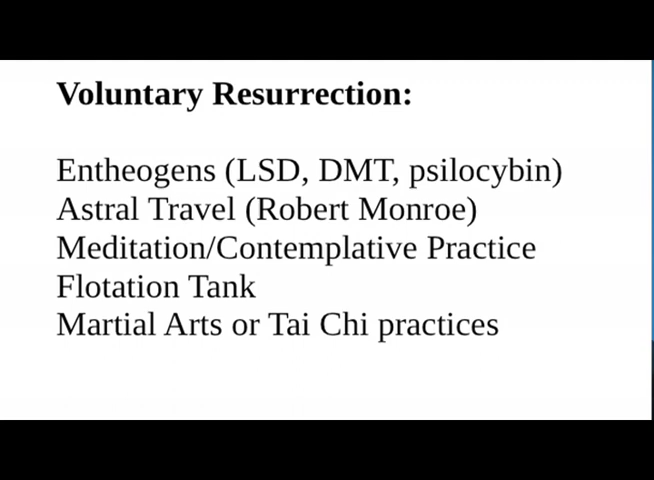 Voluntary Resurrection:
Entheogens (LSD, DMT, psilocybin)
Astral Travel (Robert Monroe)
Meditation/Contemplative Practice
Flotation Tank
Martial Arts or Tai Chi practices